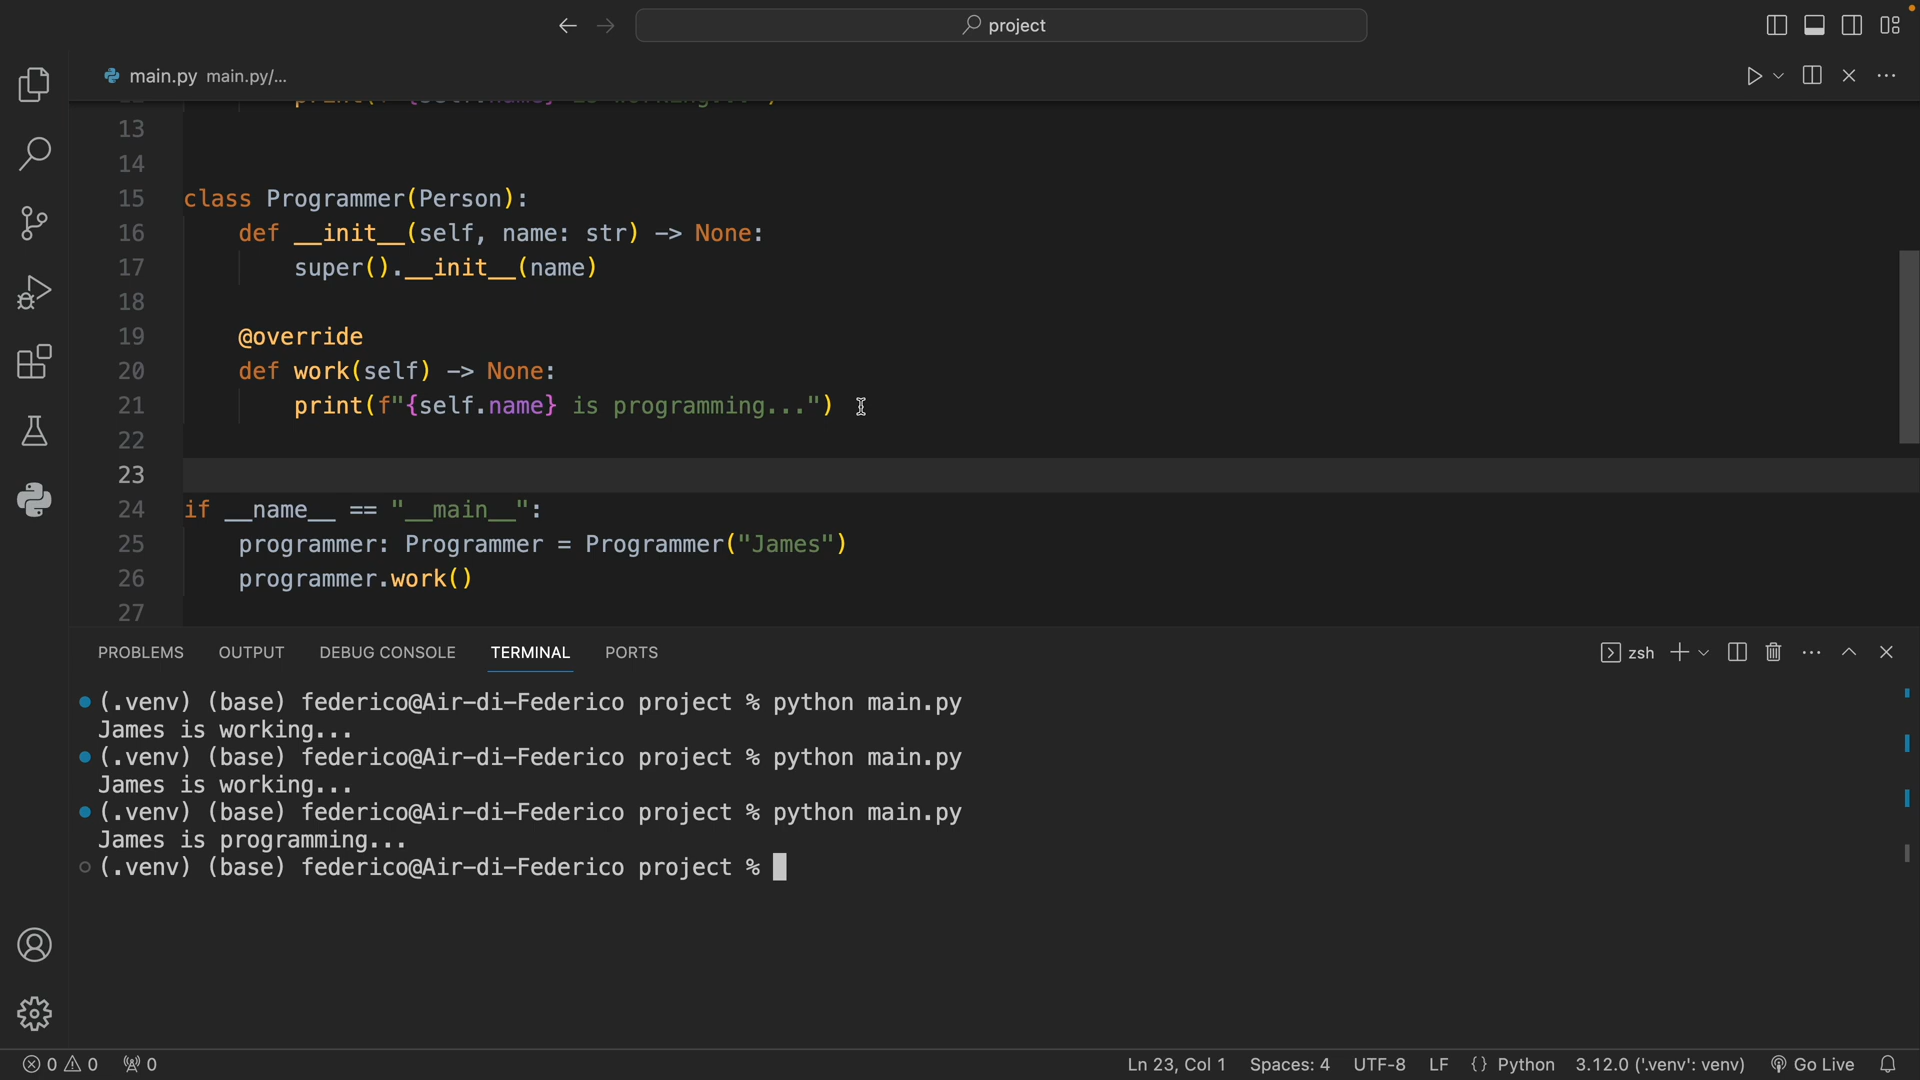 project
main.py main.py/...
13
14
15 class Programmer(Person):
16 def __init__(self, name: str) -> None:
17 super().__init__(name)
18
19 @override
20 def work(self) -> None:
21 print(f"{self.name} is programming...")
22
23
24 if __name__ == "__main__":
25 programmer: Programmer = Programmer("James")
26 programmer.work()
27
PROBLEMS OUTPUT DEBUG CONSOLE TERMINAL PORTS zsh
(.venv) (base) federico@Air-di-Federico project % python main.py
James is working...
(.venv) (base) federico@Air-di-Federico project % python main.py
James is working...
(.venv) (base) federico@Air-di-Federico project % python main.py
James is programming...
(.venv) (base) federico@Air-di-Federico project %
0 0 0 Ln 23, Col 1 Spaces: 4 UTF-8 LF {} Python 3.12.0 ('.venv': venv) Go Live